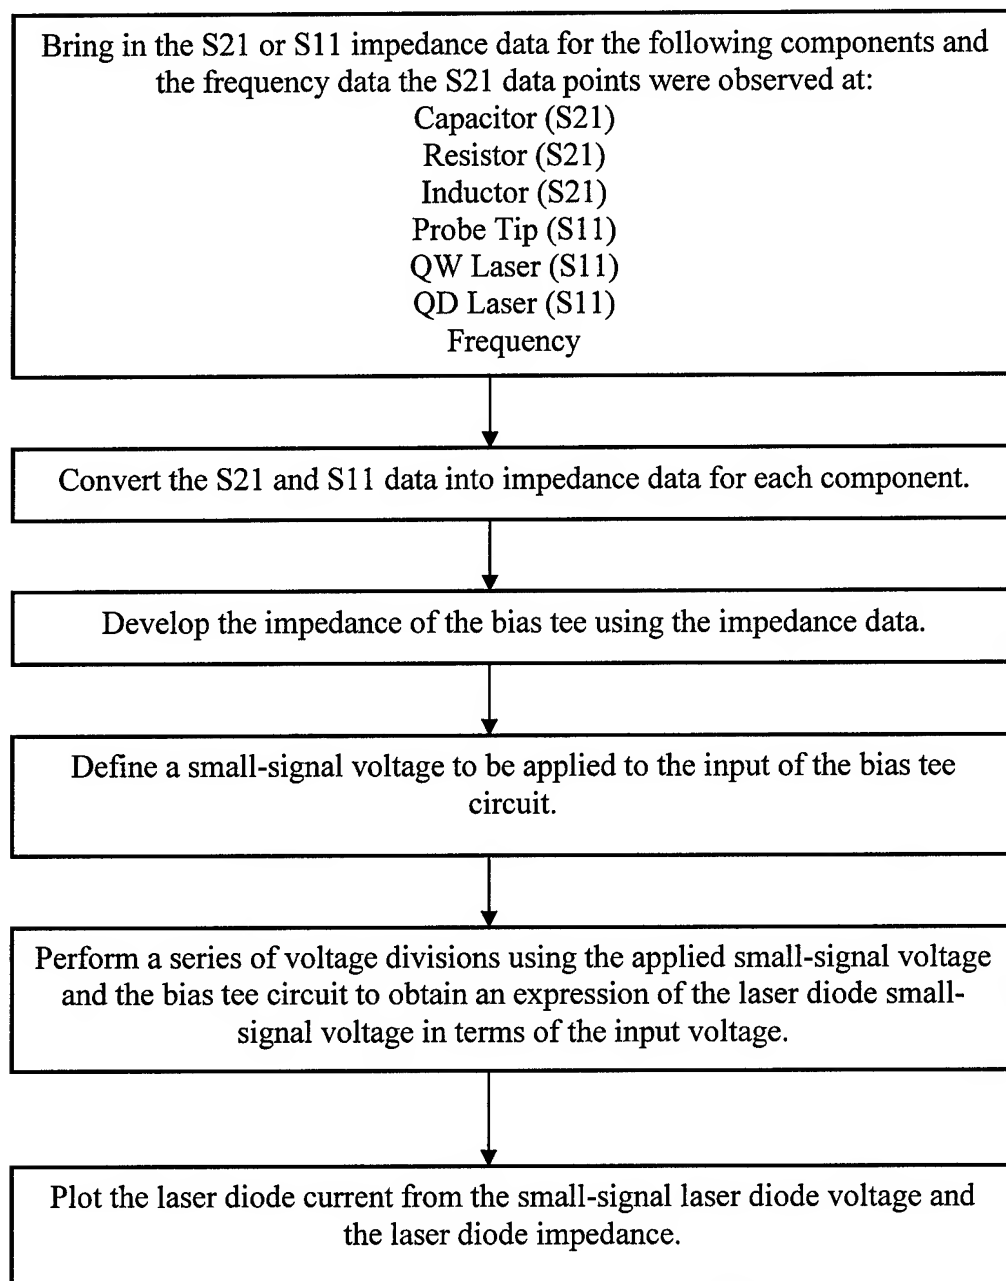 Bring in the S21 or S11 impedance data for the following components and
the frequency data the S21 data points were observed at:
Capacitor (S21)
Resistor (S21)
Inductor (S21)
Probe Tip (S11)
QW Laser (S11)
QD Laser (S11)
Frequency
Convert the S21 and S11 data into impedance data for each component.
Develop the impedance of the bias tee using the impedance data.
Define a small-signal voltage to be applied to the input of the bias tee
circuit.
Perform a series of voltage divisions using the applied small-signal voltage
and the bias tee circuit to obtain an expression of the laser diode small-
signal voltage in terms of the input voltage.
Plot the laser diode current from the small-signal laser diode voltage and
the laser diode impedance.